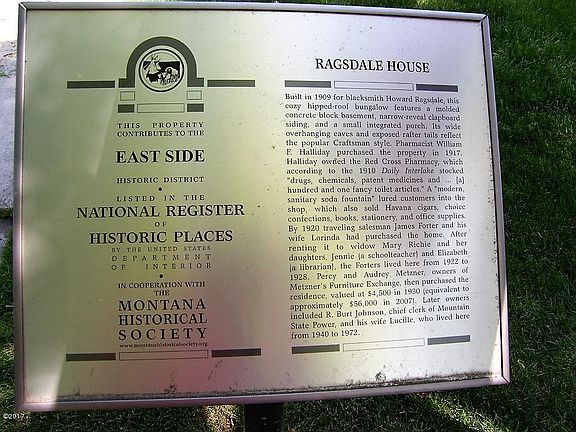 THIS PROPERTY
CONTRIBUTES TO THE
EAST SIDE
HISTORIC DISTRICT
•
LISTED IN THE
NATIONAL REGISTER
OF
HISTORIC PLACES
BY THE UNITED STATES
DEPARTMENT
OF INTERIOR
•
IN COOPERATION WITH
THE
MONTANA
HISTORICAL
SOCIETY
www.montanahistoricalsociety.org
RAGSDALE HOUSE
Built in 1909 for blacksmith Howard Ragsdale, this
cozy hipped-roof bungalow features a molded
concrete block basement, narrow-reveal clapboard
siding, and a small integrated porch. Its wide
overhanging eaves and exposed rafter tails reflect
the popular Craftsman style. Pharmacist William
F. Halliday purchased the property in 1917.
Halliday owned the Red Cross Pharmacy, which
according to the 1910 Daily Interlake stocked
"drugs, chemicals, patent medicines and ... [a]
hundred and one fancy toilet articles." A "modern,
sanitary soda fountain" lured customers into the
shop, which also sold Havana cigars, choice
confections, books, stationery, and office supplies.
By 1920 traveling salesman James Forter and his
wife Lorinda had purchased the home. After
renting it to widow Mary Richie and her
daughters, Jennie (a schoolteacher) and Elizabeth
(a librarian), the Forters lived here from 1922 to
1928. Percy and Audrey Metzner, owners of
Metzner's Furniture Exchange, then purchased the
residence, valued at $4,500 in 1930 (equivalent to
approximately $56,000 in 2007). Later owners
included R. Burt Johnson, chief clerk of Mountain
State Power, and his wife Lucille, who lived here
from 1940 to 1972.
©2017